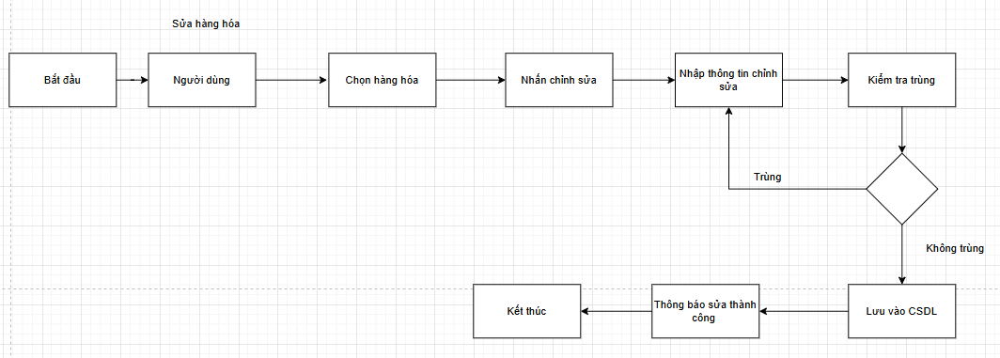 Sửa hàng hóa
Bắt đầu
Người dùng
Chọn hàng hóa
Nhấn chỉnh sửa
Nhập thông tin chỉnh
sửa
Kiểm tra trùng
Trùng
Không trùng
Kết thúc
Thông báo sửa thành
công
Lưu vào CSDL